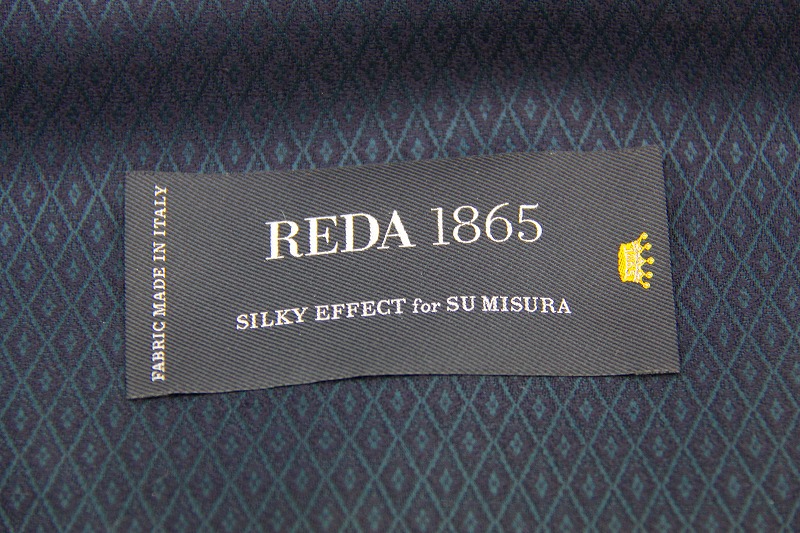 FABRIC MADE IN ITALY
REDA 1865
SILKY EFFECT for SU MISURA